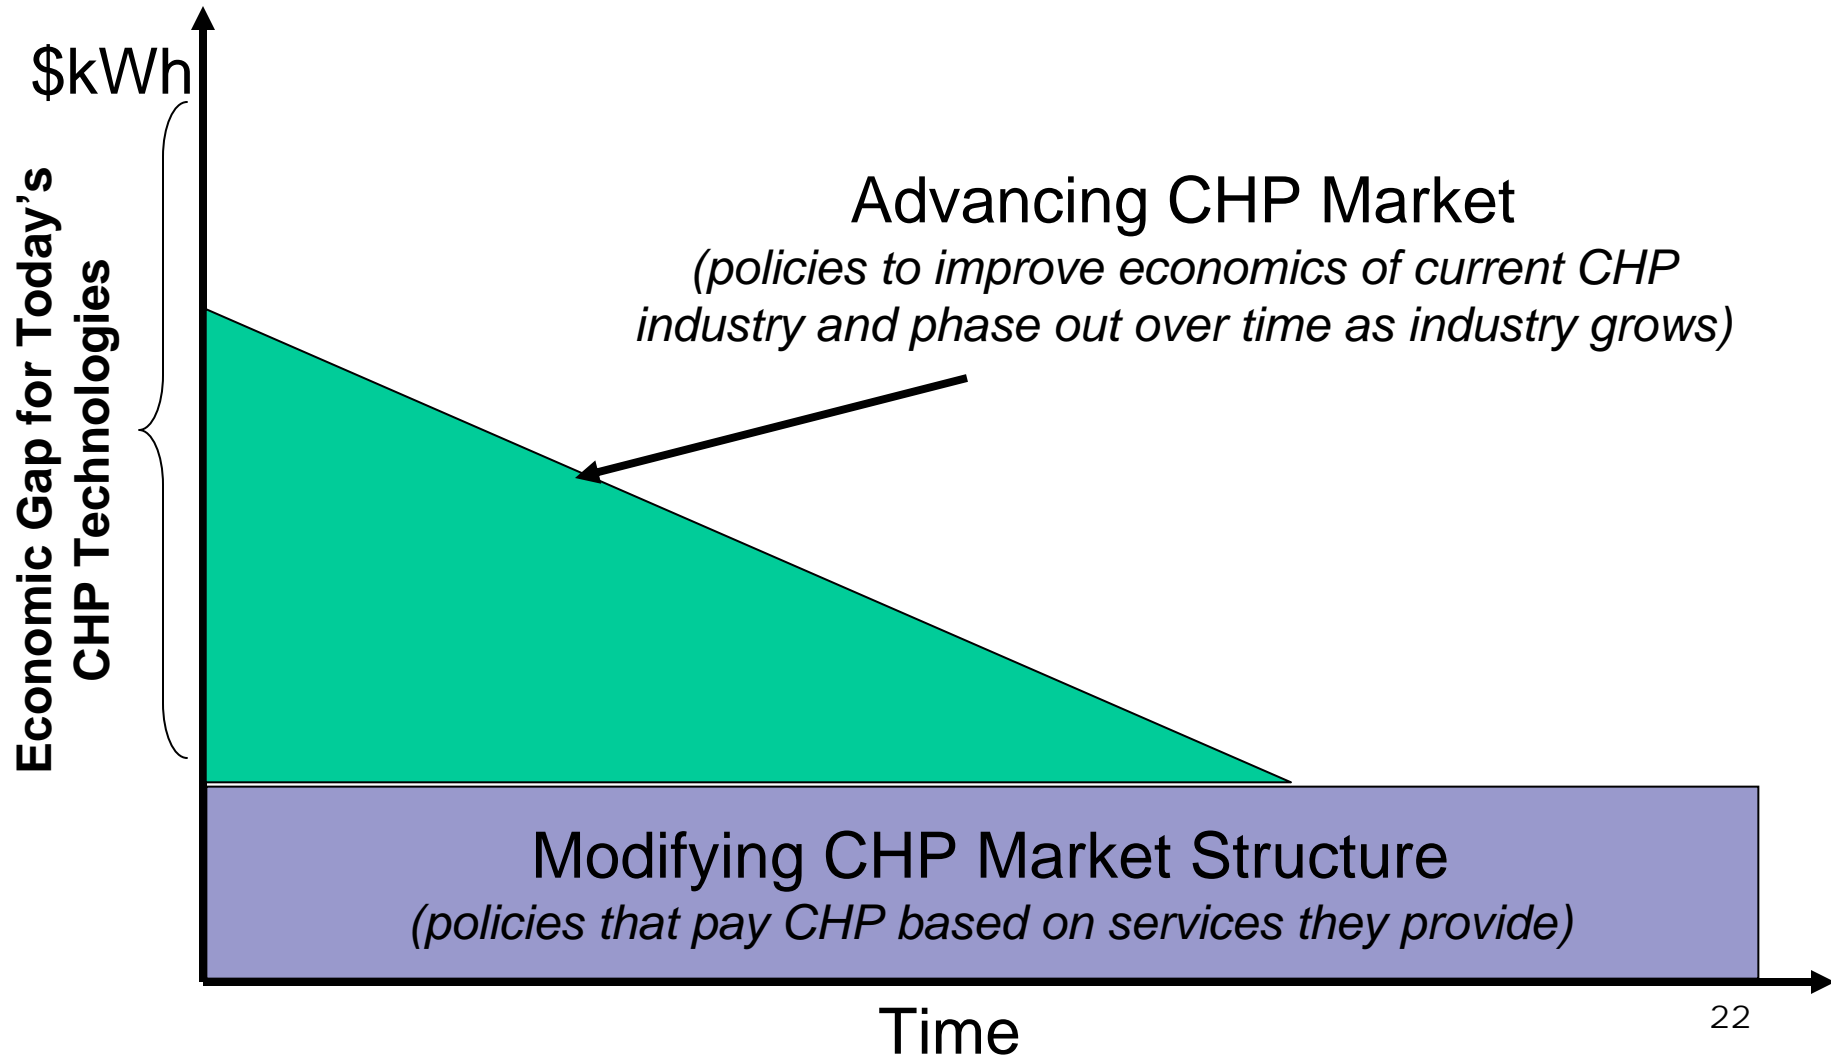 $kWh
Economic Gap for Today’s
CHP Technologies
Advancing CHP Market
(policies to improve economics of current CHP
industry and phase out over time as industry grows)
Modifying CHP Market Structure
(policies that pay CHP based on services they provide)
Time
22